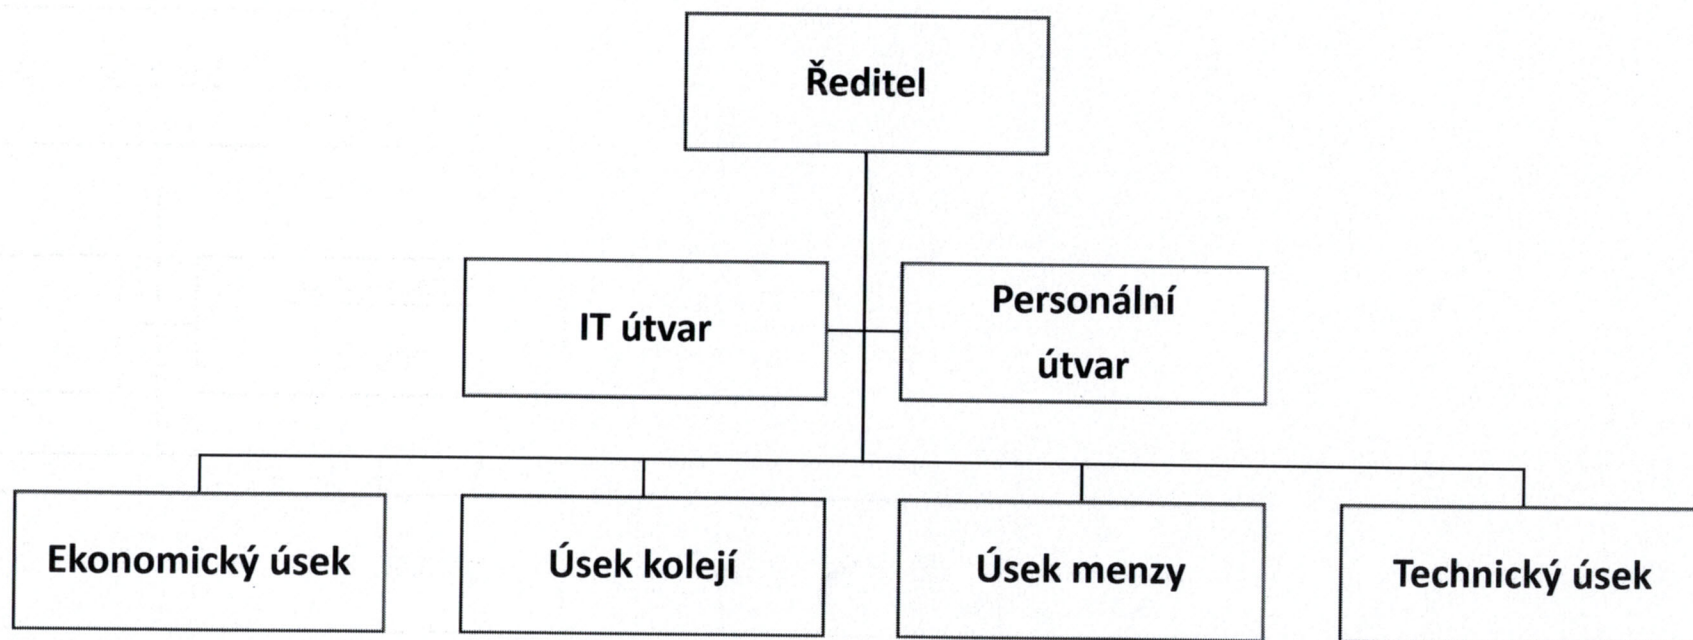 Ředitel
IT útvar
Personální
útvar
Ekonomický úsek
Úsek kolejí
Úsek menzy
Technický úsek